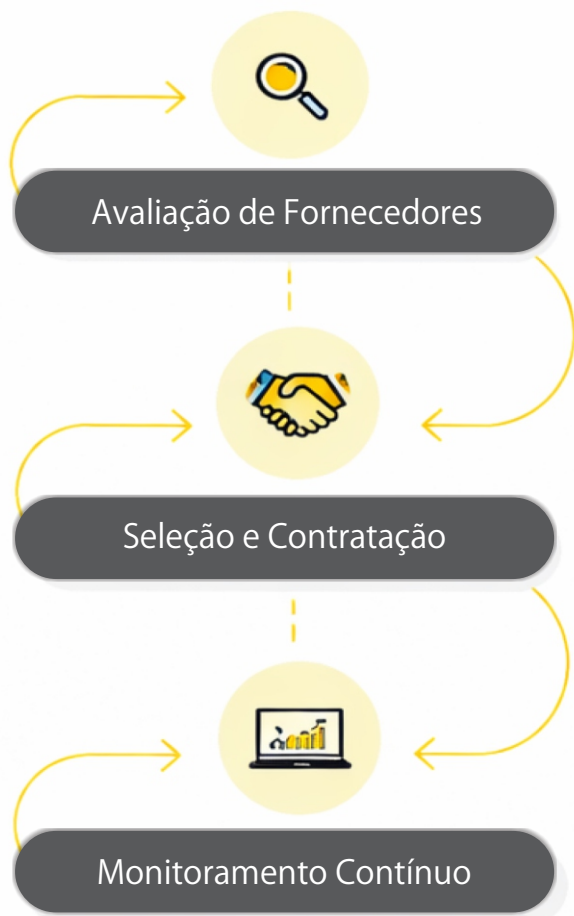 Avaliação de Fornecedores
Seleção e Contratação
Monitoramento Contínuo